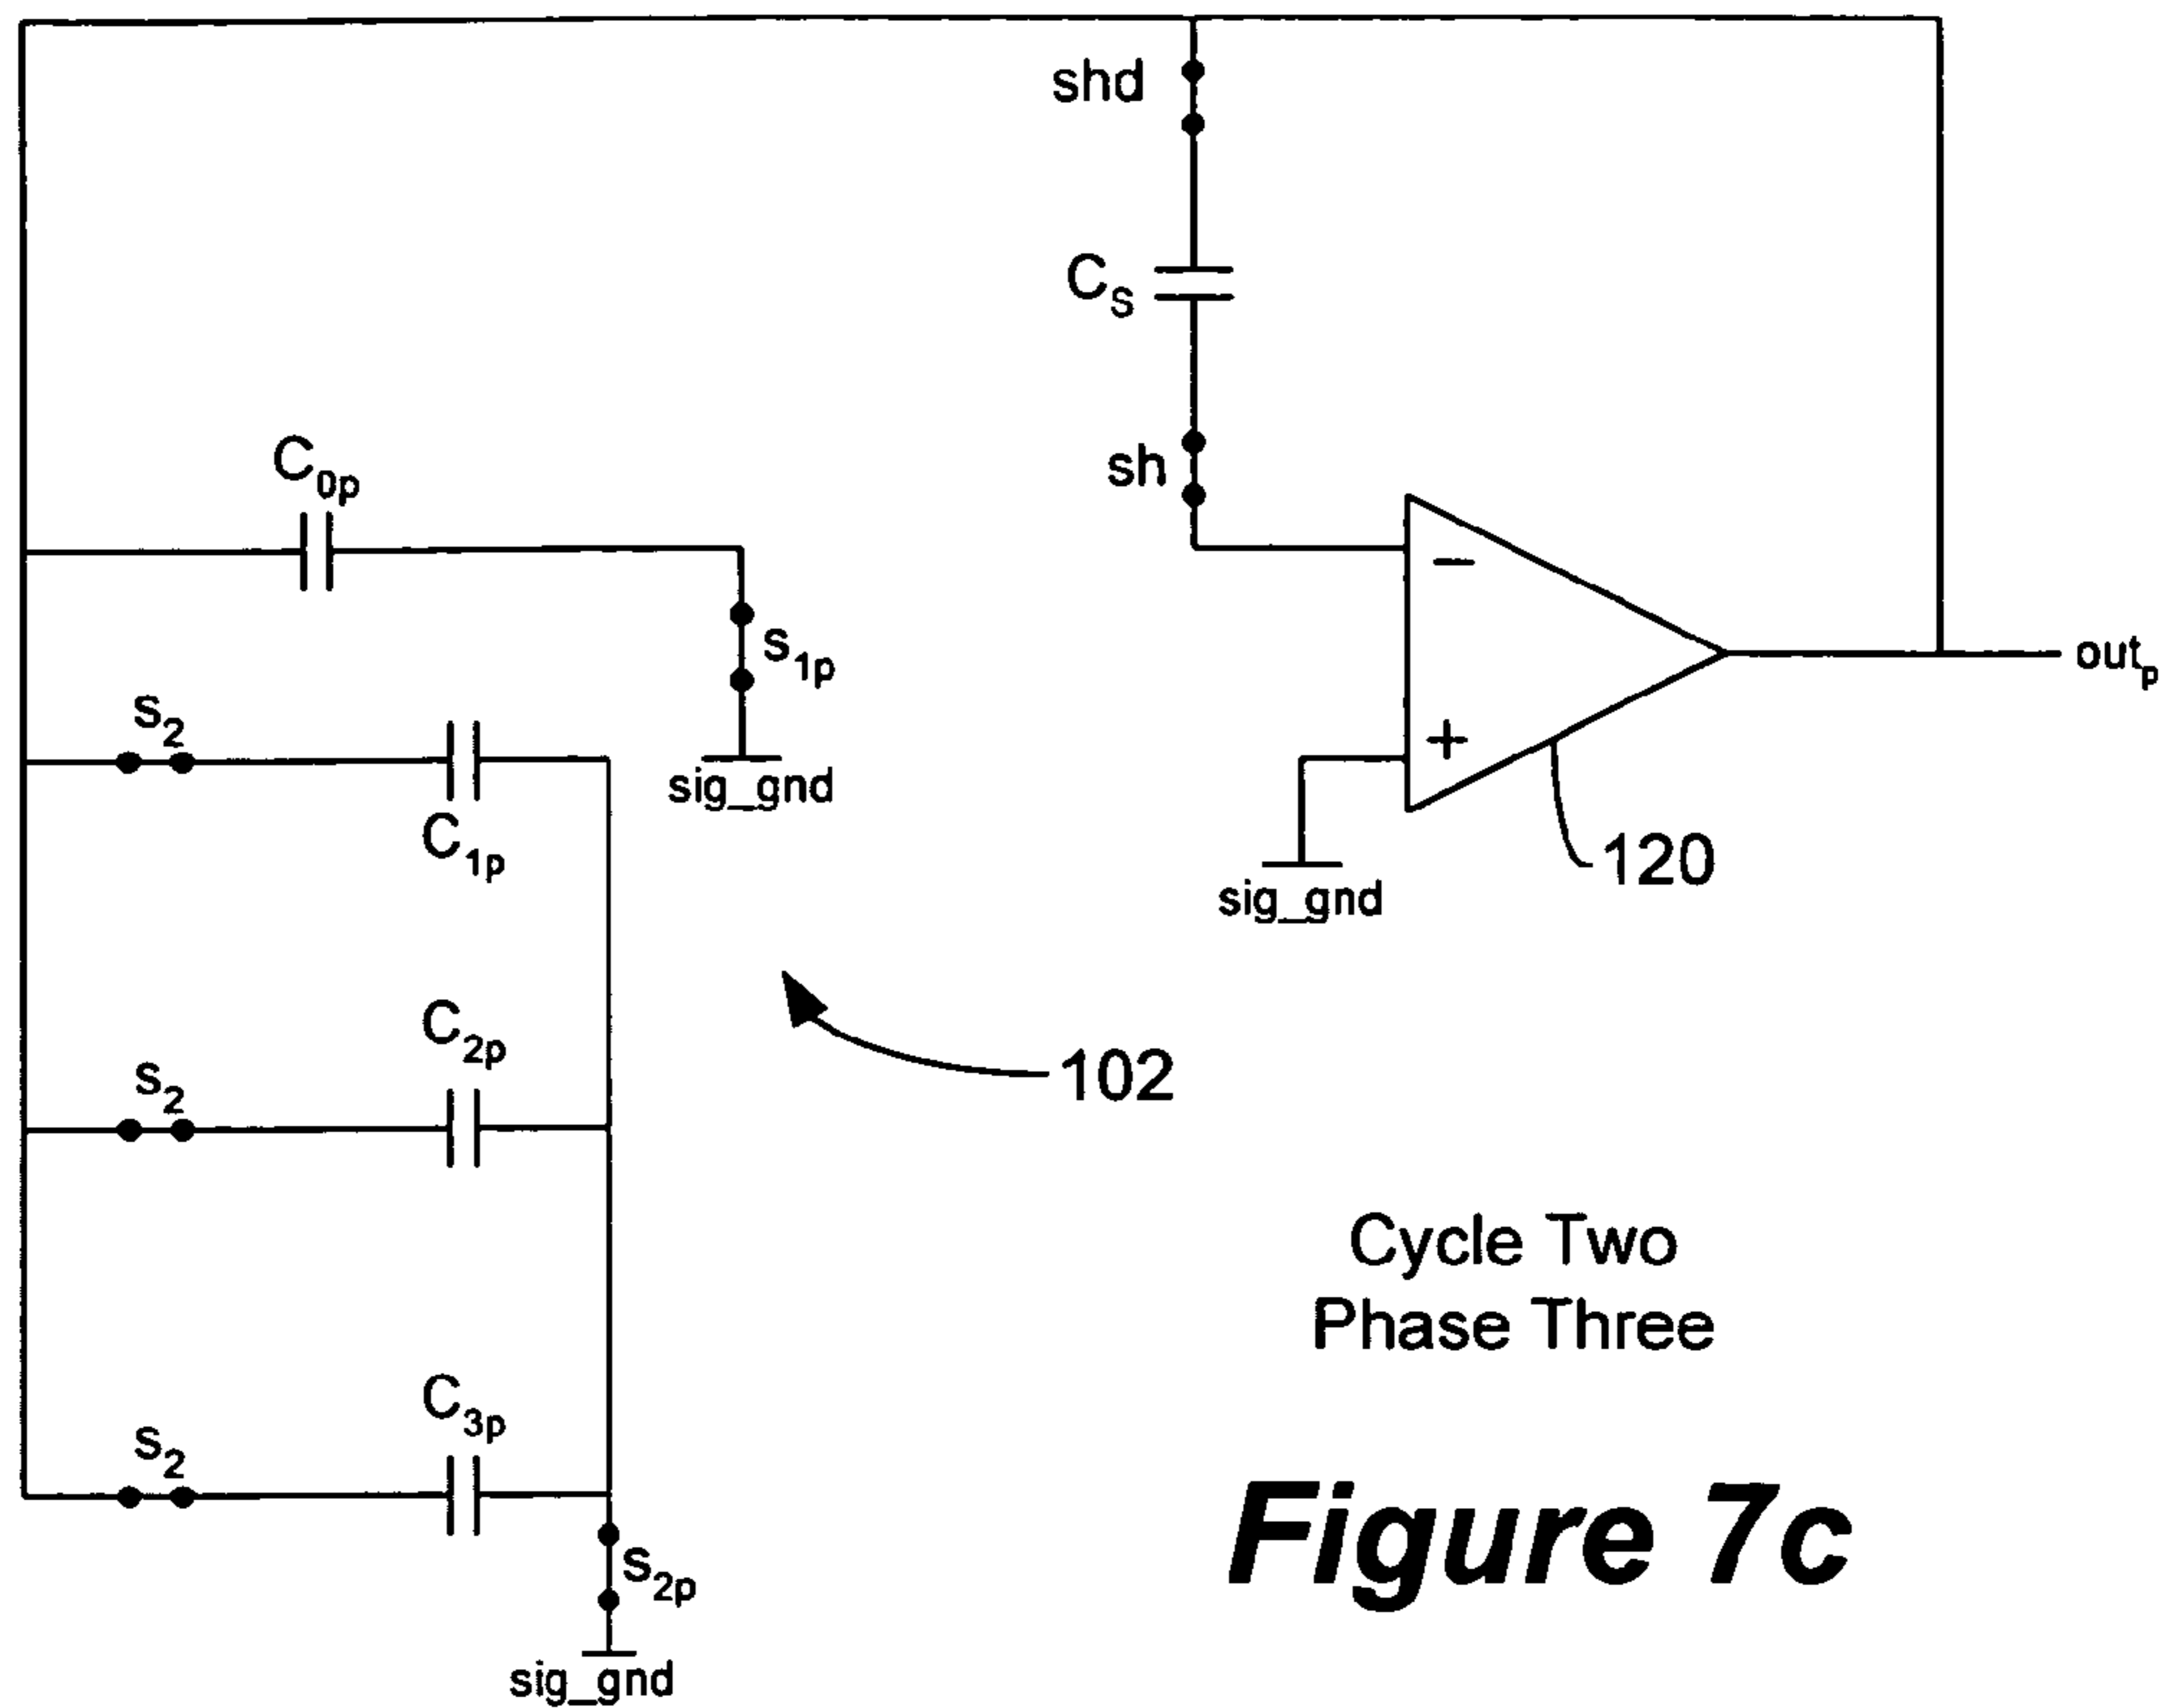 shd
C_S
sh
C_0p
−
s_1p
out_p
s_2
+
sig_gnd
C_1p
120
sig_gnd
C_2p
102
s_2
Cycle Two
Phase Three
C_3p
s_2
Figure 7c
s_2p
sig_gnd